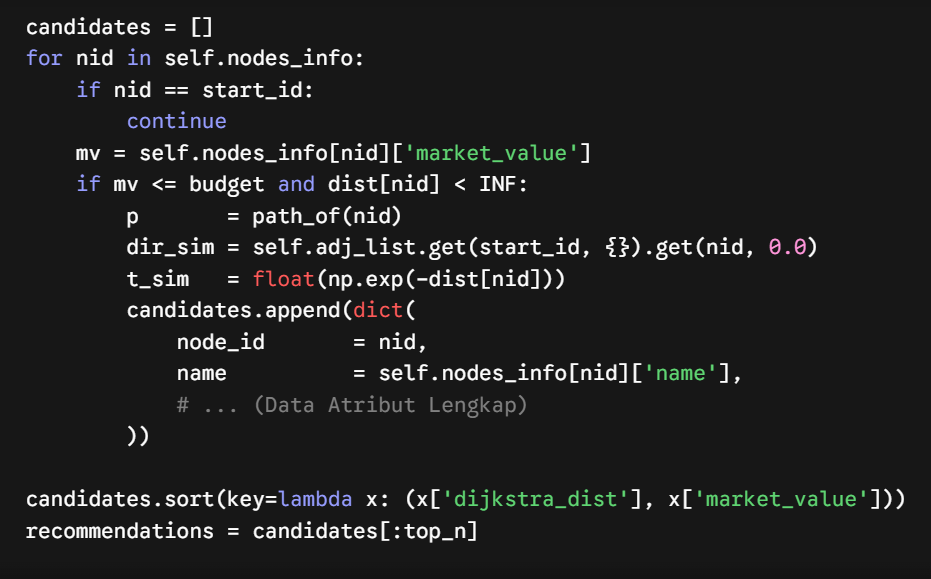 candidates = []
for nid in self.nodes_info:
    if nid == start_id:
        continue
    mv = self.nodes_info[nid]['market_value']
    if mv <= budget and dist[nid] < INF:
        p       = path_of(nid)
        dir_sim = self.adj_list.get(start_id, {}).get(nid, 0.0)
        t_sim   = float(np.exp(-dist[nid]))
        candidates.append(dict(
            node_id       = nid,
            name          = self.nodes_info[nid]['name'],
            # ... (Data Atribut Lengkap)
        ))

candidates.sort(key=lambda x: (x['dijkstra_dist'], x['market_value']))
recommendations = candidates[:top_n]